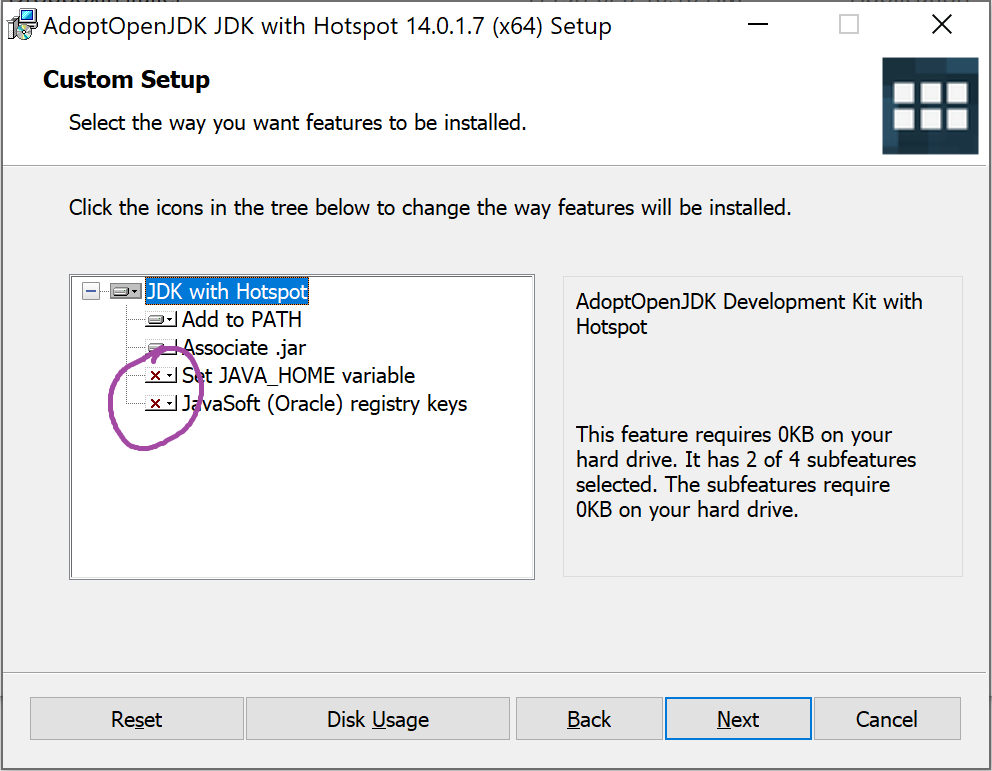 AdoptOpenJDK JDK with Hotspot 14.0.1.7 (x64) Setup
Custom Setup
Select the way you want features to be installed.
Click the icons in the tree below to change the way features will be installed.
JDK with Hotspot
Add to PATH
Associate .jar
Set JAVA_HOME variable
JavaSoft (Oracle) registry keys
AdoptOpenJDK Development Kit with
Hotspot
This feature requires 0KB on your
hard drive. It has 2 of 4 subfeatures
selected. The subfeatures require
0KB on your hard drive.
Reset
Disk Usage
Back
Next
Cancel